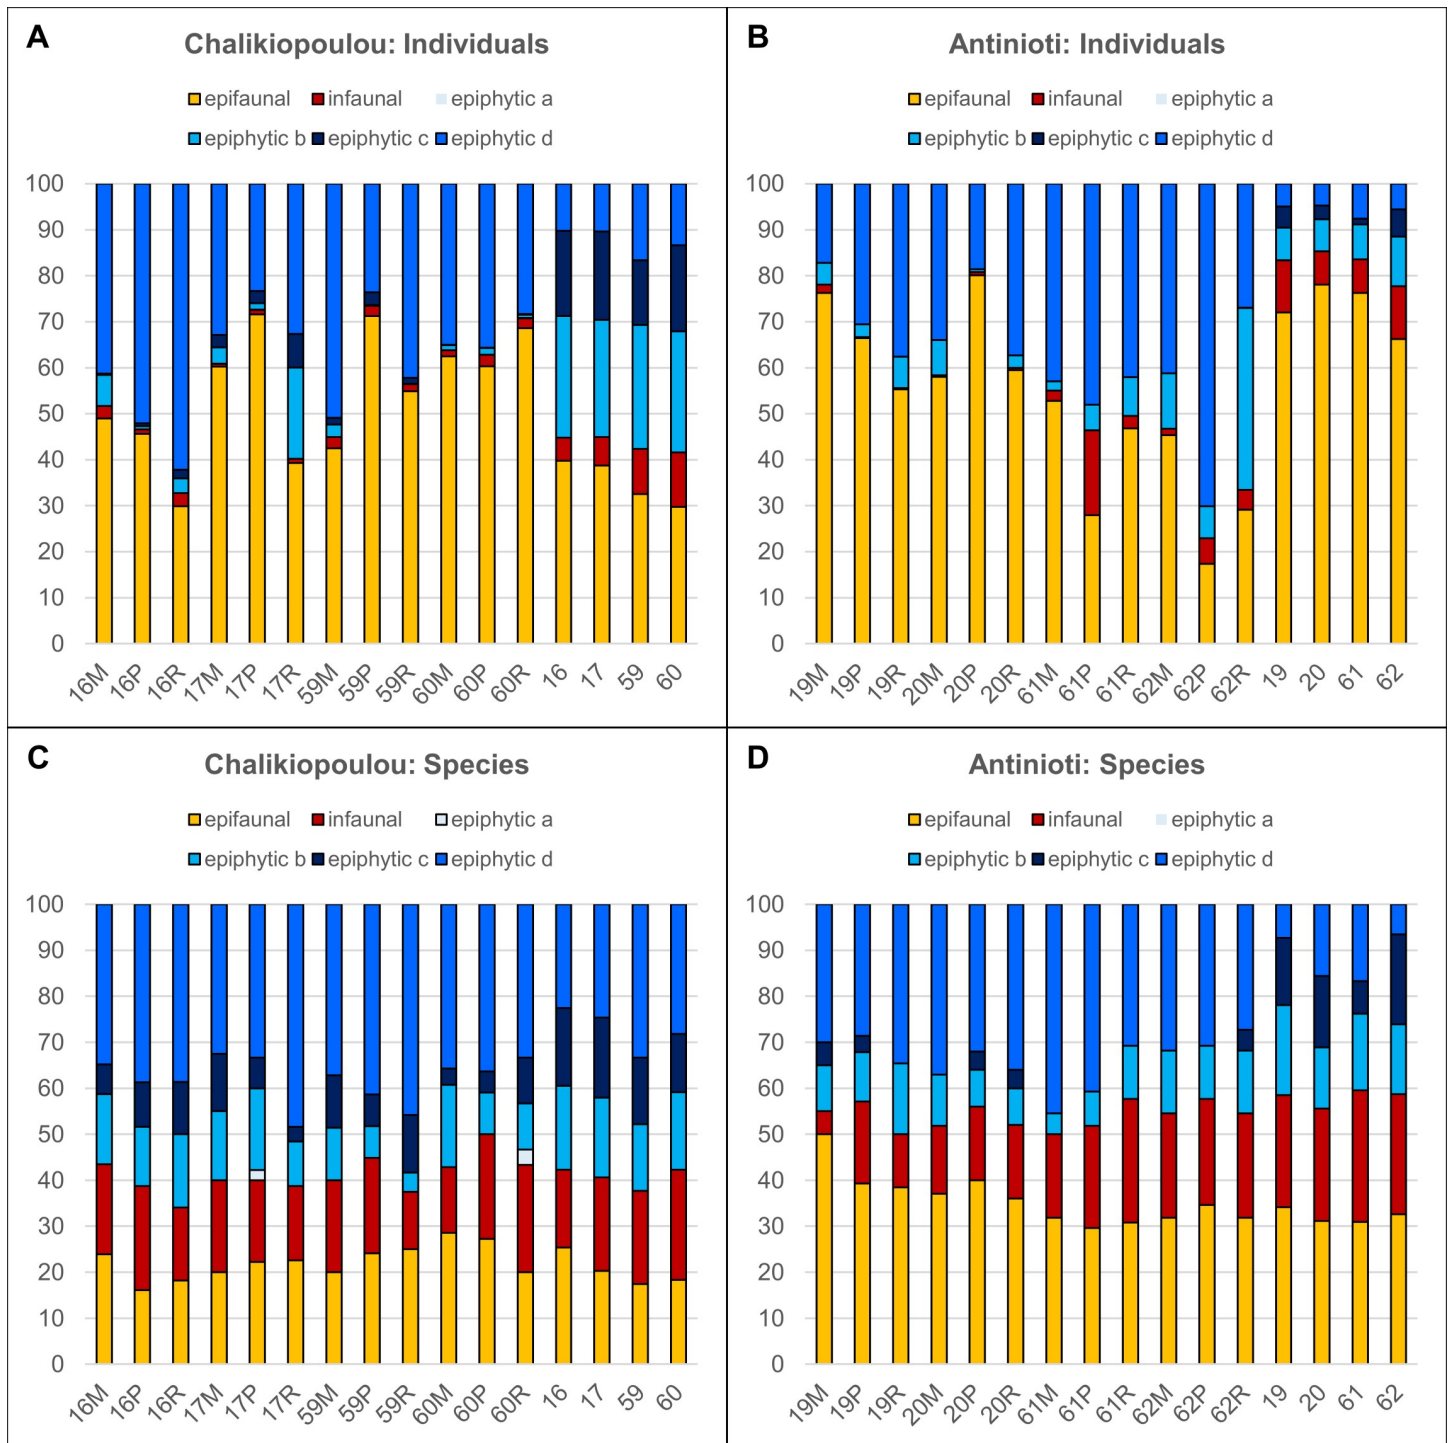 A
Chalikiopoulou: Individuals
epifaunal infaunal epiphytic a
epiphytic b epiphytic c epiphytic d
100
90
80
70
60
50
40
30
20
10
0
16M 16P 16R 17M 17P 17R 59M 59P 59R 60M 60P 60R 16 17 59 60
B
Antinioti: Individuals
epifaunal infaunal epiphytic a
epiphytic b epiphytic c epiphytic d
100
90
80
70
60
50
40
30
20
10
0
19M 19P 19R 20M 20P 20R 61M 61P 61R 62M 62P 62R 19 20 61 62
C
Chalikiopoulou: Species
epifaunal infaunal epiphytic a
epiphytic b epiphytic c epiphytic d
100
90
80
70
60
50
40
30
20
10
0
16M 16P 16R 17M 17P 17R 59M 59P 59R 60M 60P 60R 16 17 59 60
D
Antinioti: Species
epifaunal infaunal epiphytic a
epiphytic b epiphytic c epiphytic d
100
90
80
70
60
50
40
30
20
10
0
19M 19P 19R 20M 20P 20R 61M 61P 61R 62M 62P 62R 19 20 61 62